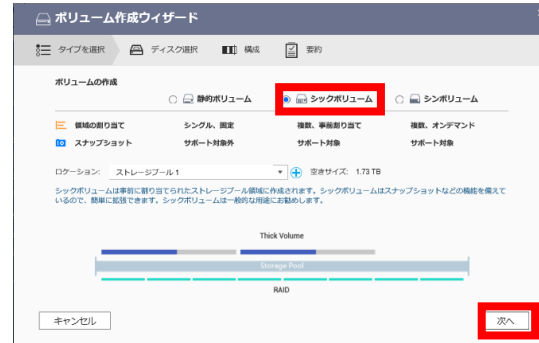 ボリューム作成ウィザード
タイプを選択 ディスク選択 構成 要約
ボリュームの作成
静的ボリューム シックボリューム シンボリューム
領域の割り当て シングル、固定 複数、事前割り当て 複数、オンデマンド
スナップショット サポート対象外 サポート対象 サポート対象
ロケーション: ストレージプール 1 空きサイズ: 1.73 TB
シックボリュームは事前に割り当てられたストレージプール領域に作成されます。シックボリュームはスナップショットなどの機能を備えて
いるので、簡単に拡張できます。シックボリュームは一般的な用途にお勧めします。
Thick Volume
Storage Pool
RAID
キャンセル 次へ